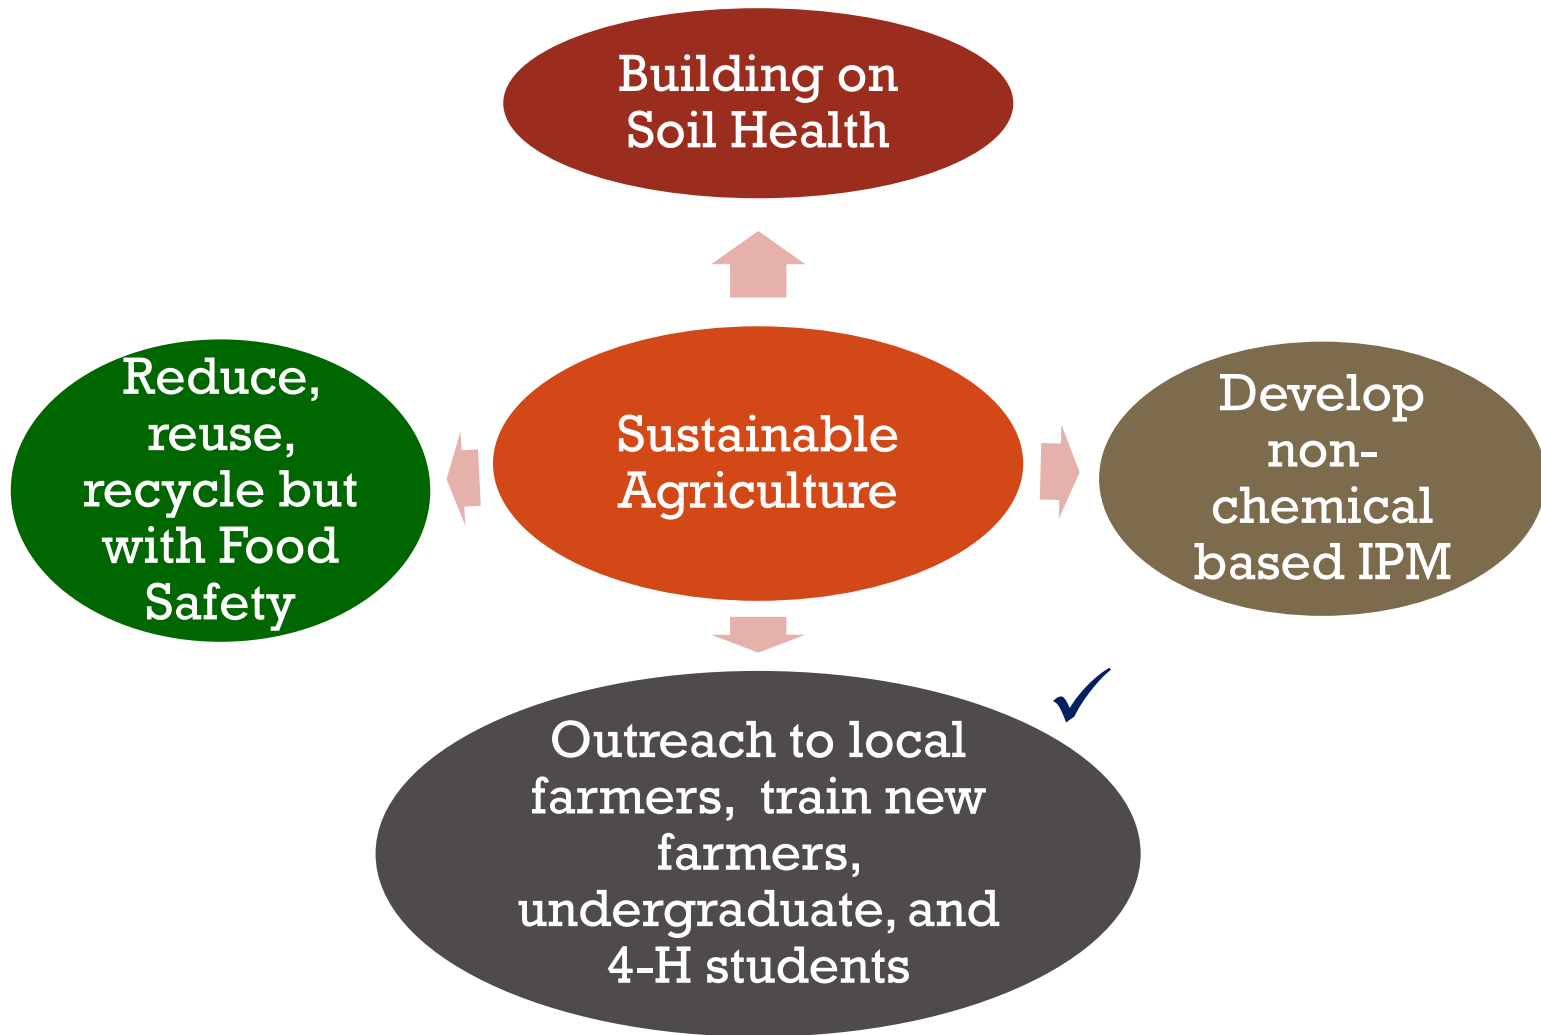 Building on
Soil Health
Reduce,
reuse,
recycle but
with Food
Safety
Sustainable
Agriculture
Develop
non-
chemical
based IPM
Outreach to local
farmers,  train new
farmers,
undergraduate, and
4-H students